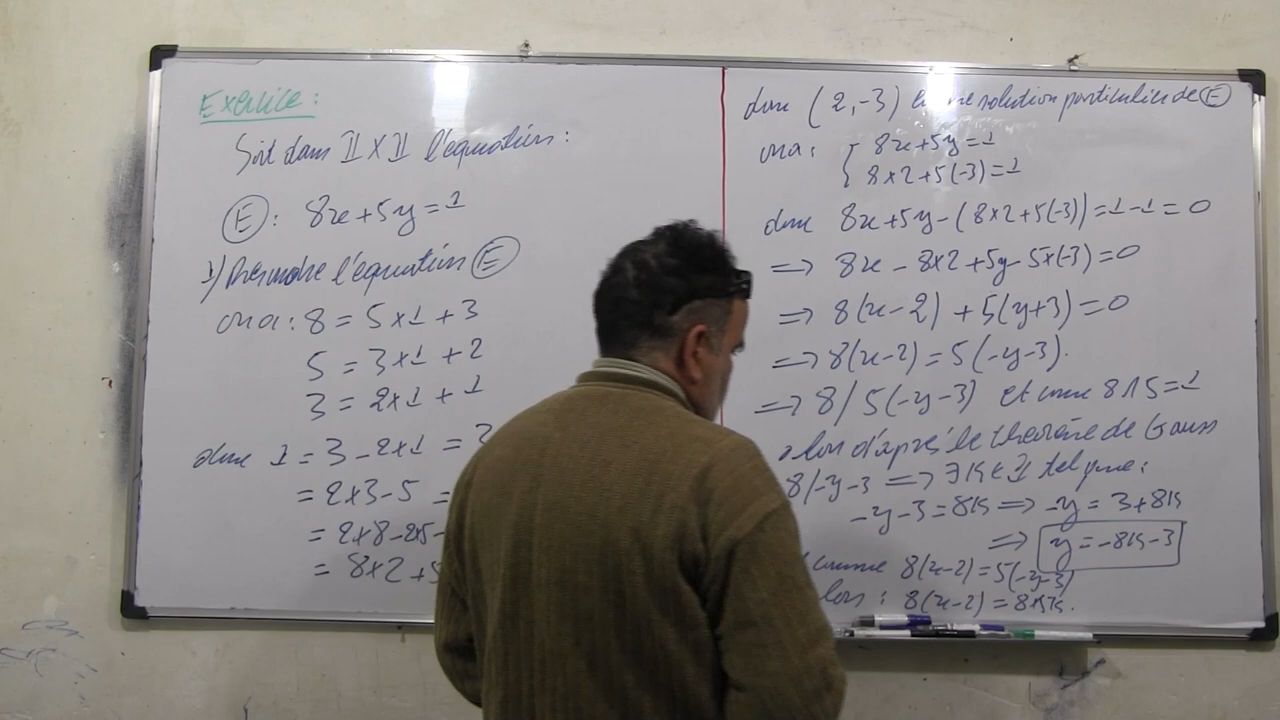 Exercice :
Soit dans Z × Z l'equation :
(E) : 8x + 5y = 1
1) Resoudre l'équation (E)
on a : 8 = 5×1 + 3
5 = 3×1 + 2
3 = 2×1 + 1
donc 1 = 3 - 2×1 =
= 2×3 - 5 =
= 2×8 - 2×5 -
= 8×2 + 5
donc (2, -3) est une solution particulière de (E)
on a : { 8x + 5y = 1
8×2 + 5(-3) = 1
donc 8x + 5y - (8×2 + 5(-3)) = 1 - 1 = 0
=> 8x - 8×2 + 5y - 5×(-3) = 0
=> 8(x-2) + 5(y+3) = 0
=> 8(x-2) = 5(-y-3).
=> 8 / 5(-y-3) et comme 8∧5 = 1
alors d'après le theorème de Gauss
8/-y-3 => ∃k∈Z tel que :
-y-3 = 8k => -y = 3+8k
=> y = -8k-3
comme 8(x-2) = 5(-y-3)
alors : 8(x-2) = 8×5k.